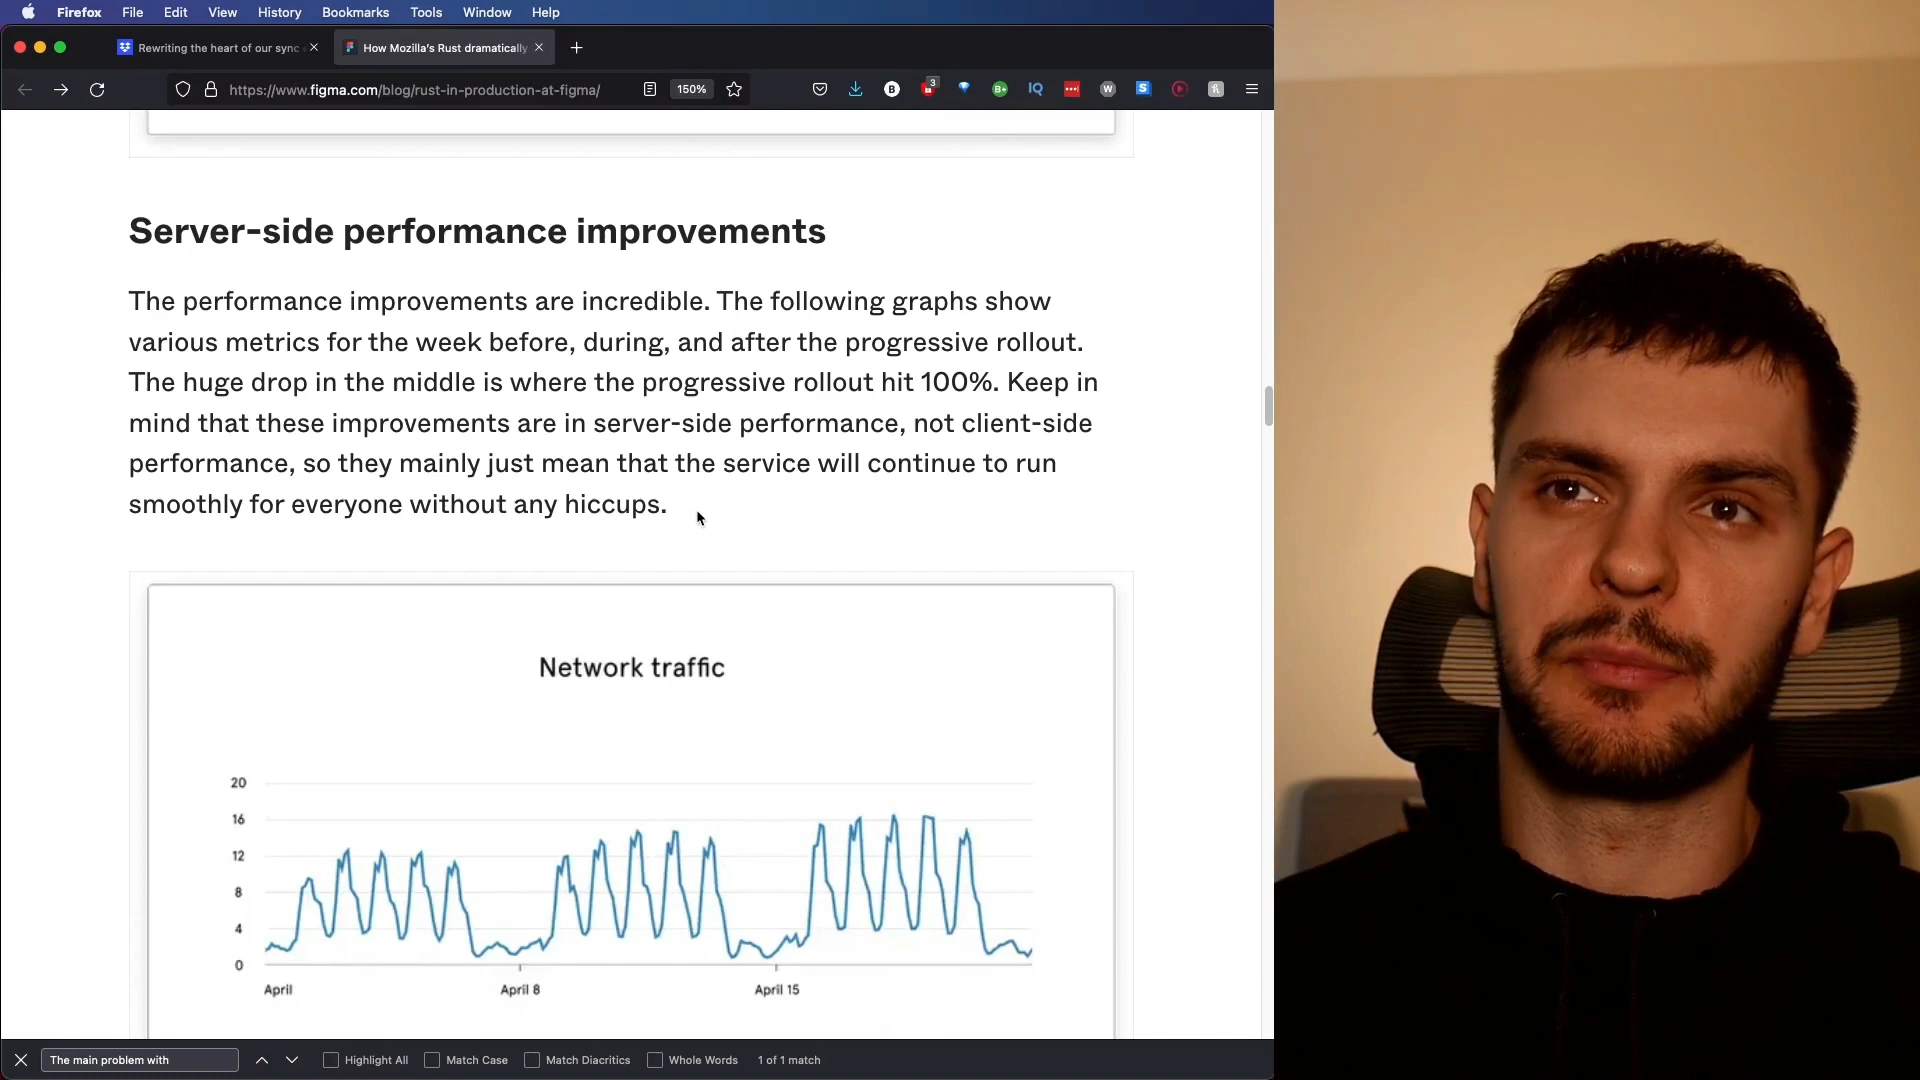 Firefox File Edit View History Bookmarks Tools Window Help
Rewriting the heart of our sync
How Mozilla's Rust dramatically
https://www.figma.com/blog/rust-in-production-at-figma/
150%
B
3
B+
IQ
W
S
Server-side performance improvements
The performance improvements are incredible. The following graphs show
various metrics for the week before, during, and after the progressive rollout.
The huge drop in the middle is where the progressive rollout hit 100%. Keep in
mind that these improvements are in server-side performance, not client-side
performance, so they mainly just mean that the service will continue to run
smoothly for everyone without any hiccups.
Network traffic
20
16
12
8
4
0
April April 8 April 15
The main problem with Highlight All Match Case Match Diacritics Whole Words 1 of 1 match